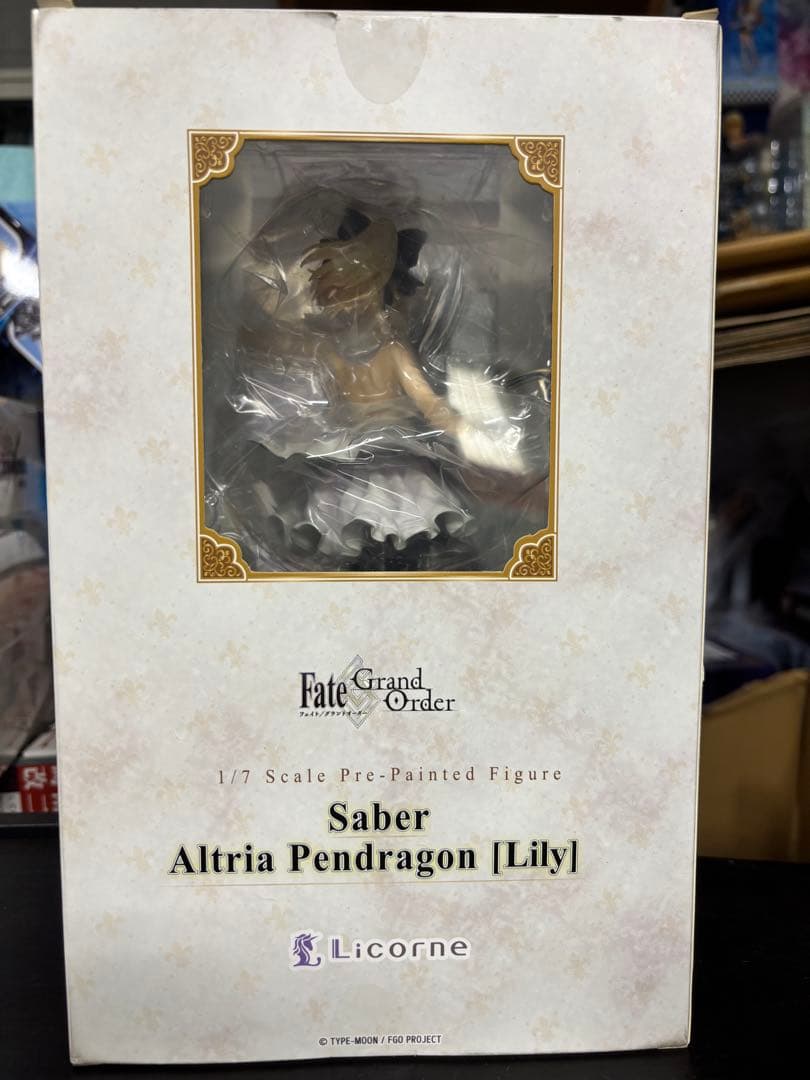 Fate Grand Order
フェイト/グランドオーダー
1/7 Scale Pre-Painted Figure
Saber
Altria Pendragon [Lily]
Licorne
© TYPE-MOON / FGO PROJECT